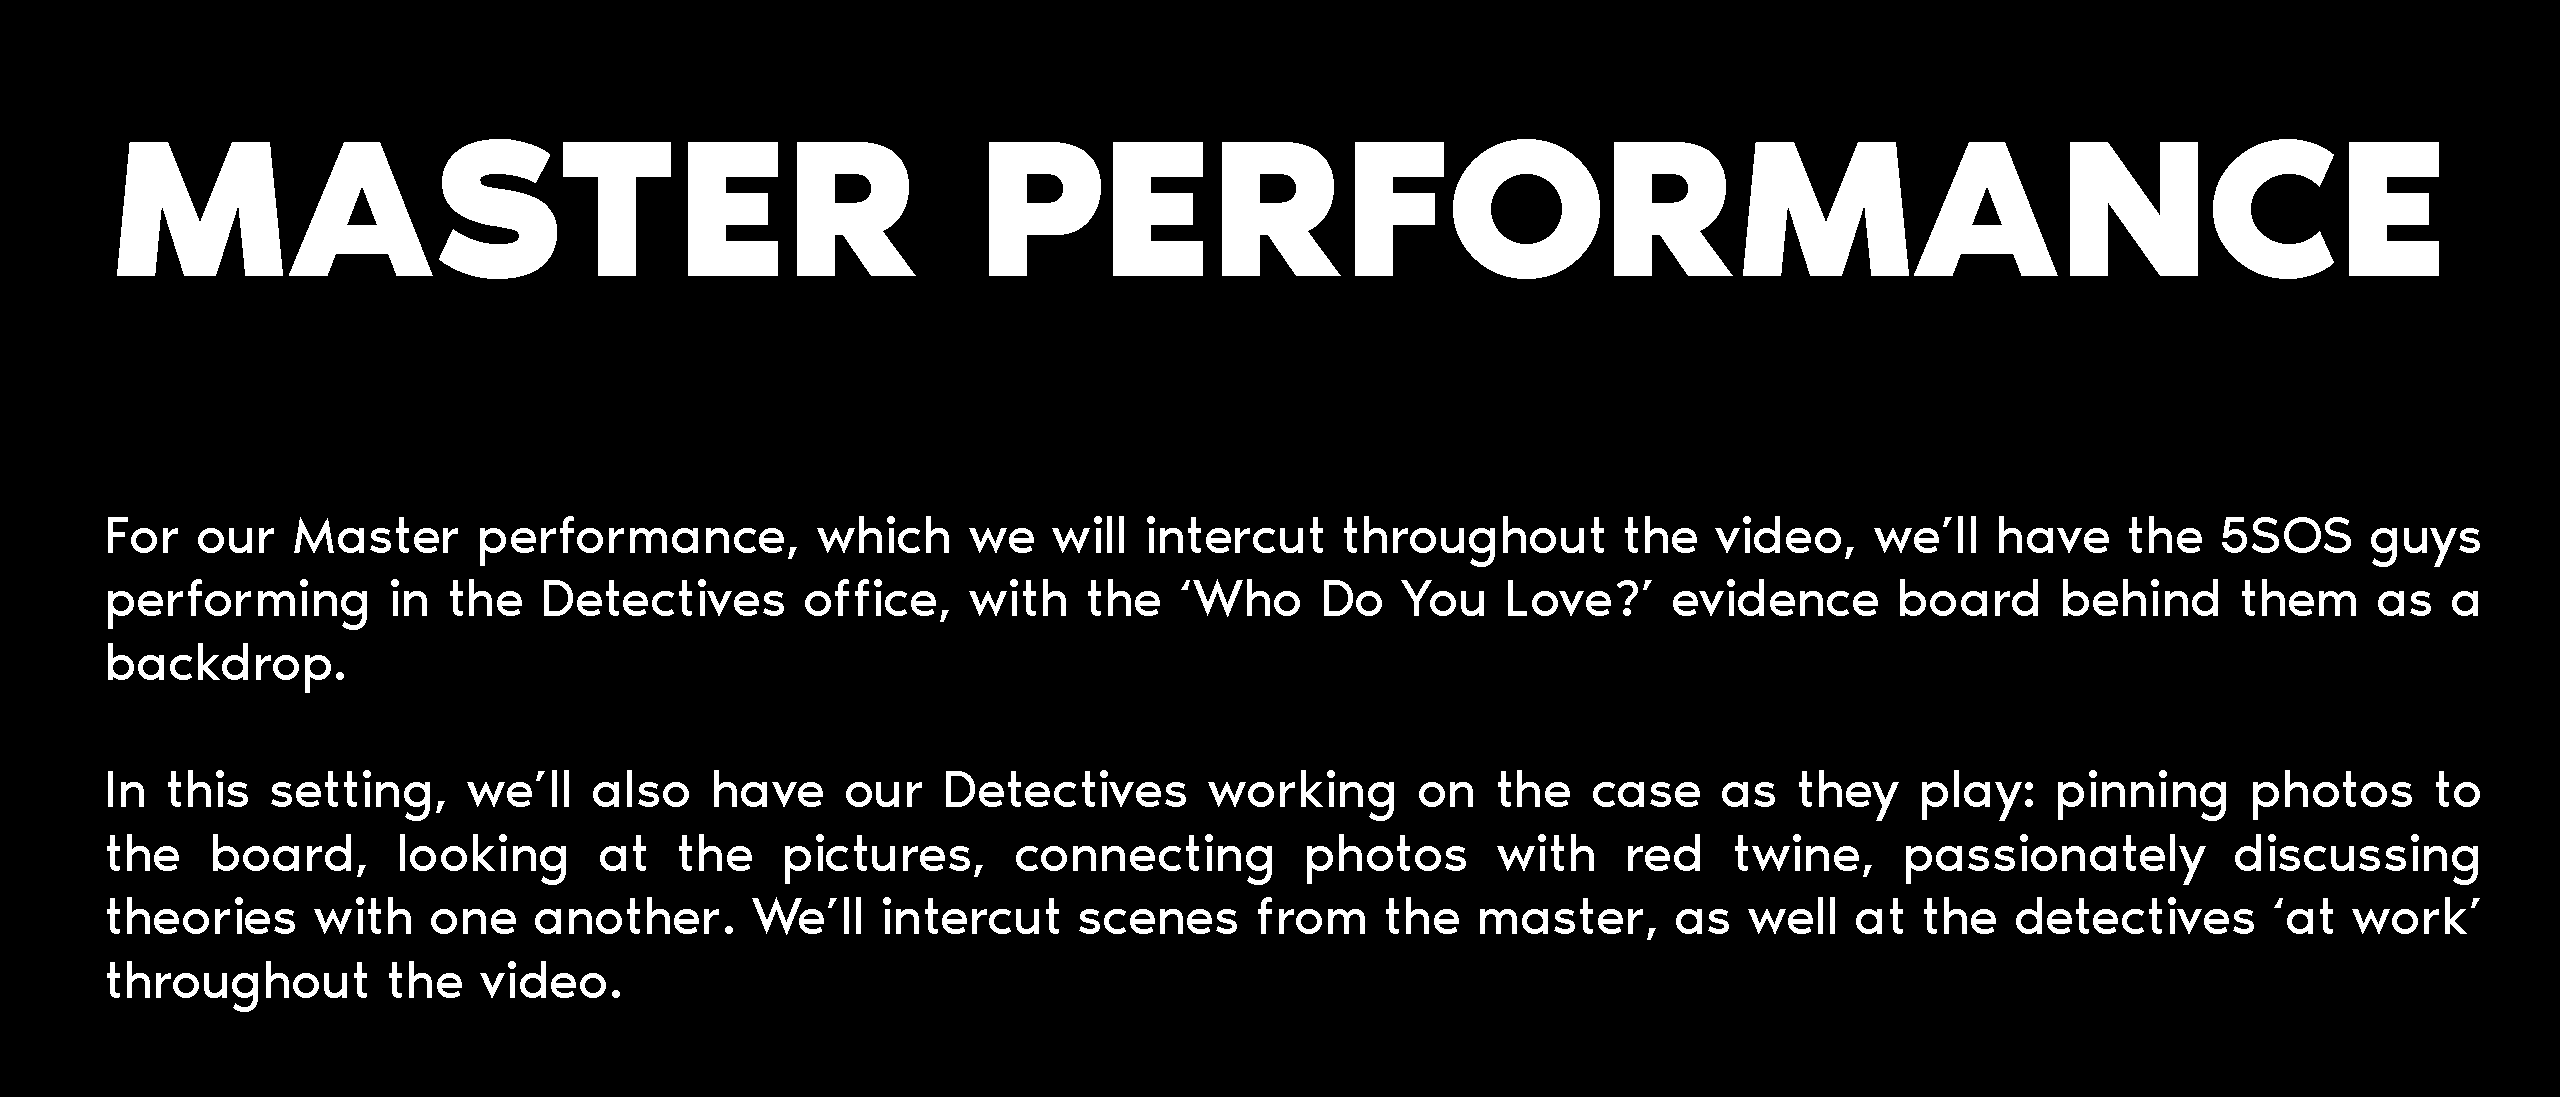 MASTER PERFORMANCE
For our Master performance, which we will intercut throughout the video, we’ll have the 5SOS guys
performing in the Detectives office, with the ‘Who Do You Love?’ evidence board behind them as a
backdrop.
In this setting, we’ll also have our Detectives working on the case as they play: pinning photos to
the board, looking at the pictures, connecting photos with red twine, passionately discussing
theories with one another. We’ll intercut scenes from the master, as well at the detectives ‘at work’
throughout the video.